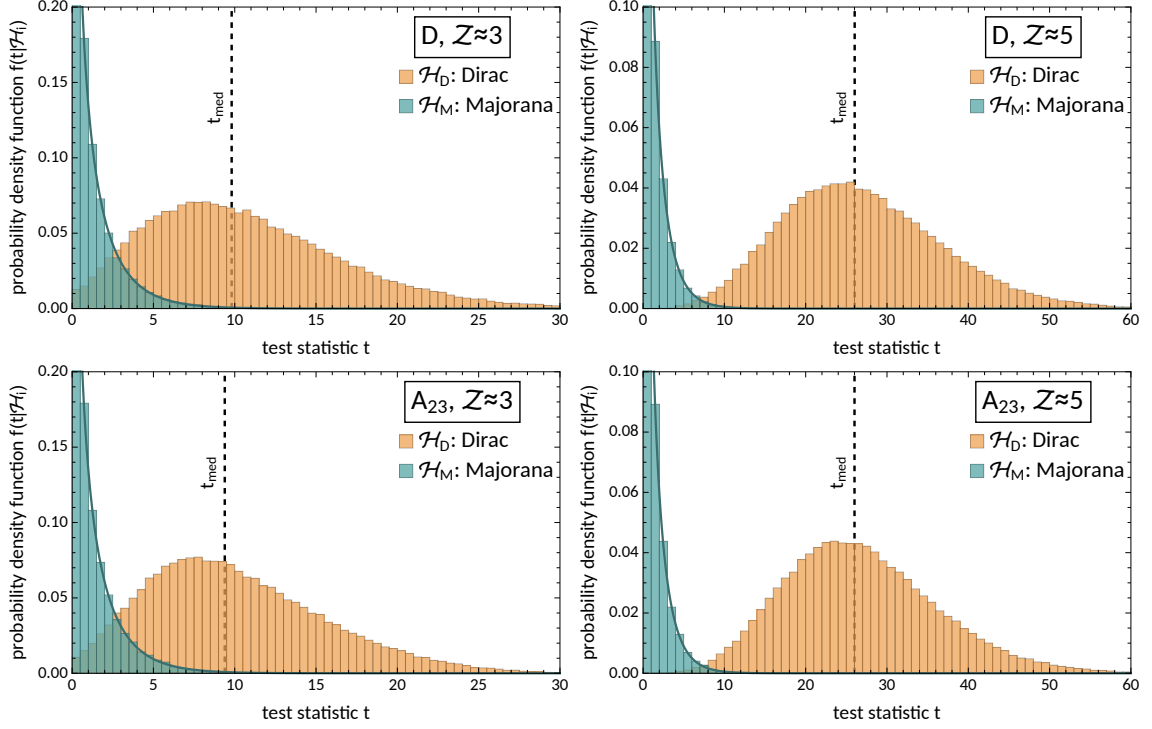 D, 𝒵≈3
ℋD: Dirac
ℋM: Majorana
tmed
probability density function f(t|ℋi)
0.20
0.15
0.10
0.05
0.00
0 5 10 15 20 25 30
test statistic t
D, 𝒵≈5
ℋD: Dirac
ℋM: Majorana
tmed
probability density function f(t|ℋi)
0.10
0.08
0.06
0.04
0.02
0.00
0 10 20 30 40 50 60
test statistic t
A23, 𝒵≈3
ℋD: Dirac
ℋM: Majorana
tmed
probability density function f(t|ℋi)
0.20
0.15
0.10
0.05
0.00
0 5 10 15 20 25 30
test statistic t
A23, 𝒵≈5
ℋD: Dirac
ℋM: Majorana
tmed
probability density function f(t|ℋi)
0.10
0.08
0.06
0.04
0.02
0.00
0 10 20 30 40 50 60
test statistic t